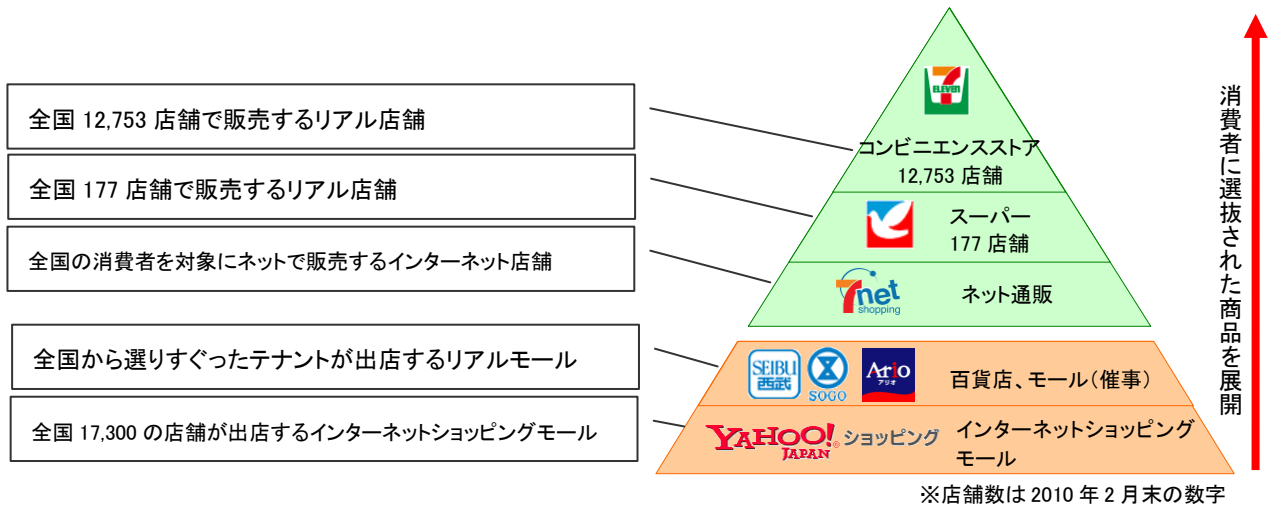 全国 12,753 店舗で販売するリアル店舗
全国 177 店舗で販売するリアル店舗
全国の消費者を対象にネットで販売するインターネット店舗
全国から選りすぐったテナントが出店するリアルモール
全国 17,300 の店舗が出店するインターネットショッピングモール
7
ELEVEN
コンビニエンスストア
12,753 店舗
スーパー
177 店舗
7net
shopping
ネット通販
SEIBU
西武
SOGO
Ario
アリオ
百貨店、モール（催事）
YAHOO!
JAPAN
ショッピング
インターネットショッピング
モール
消費者に選抜された商品を展開
※店舗数は 2010 年 2 月末の数字